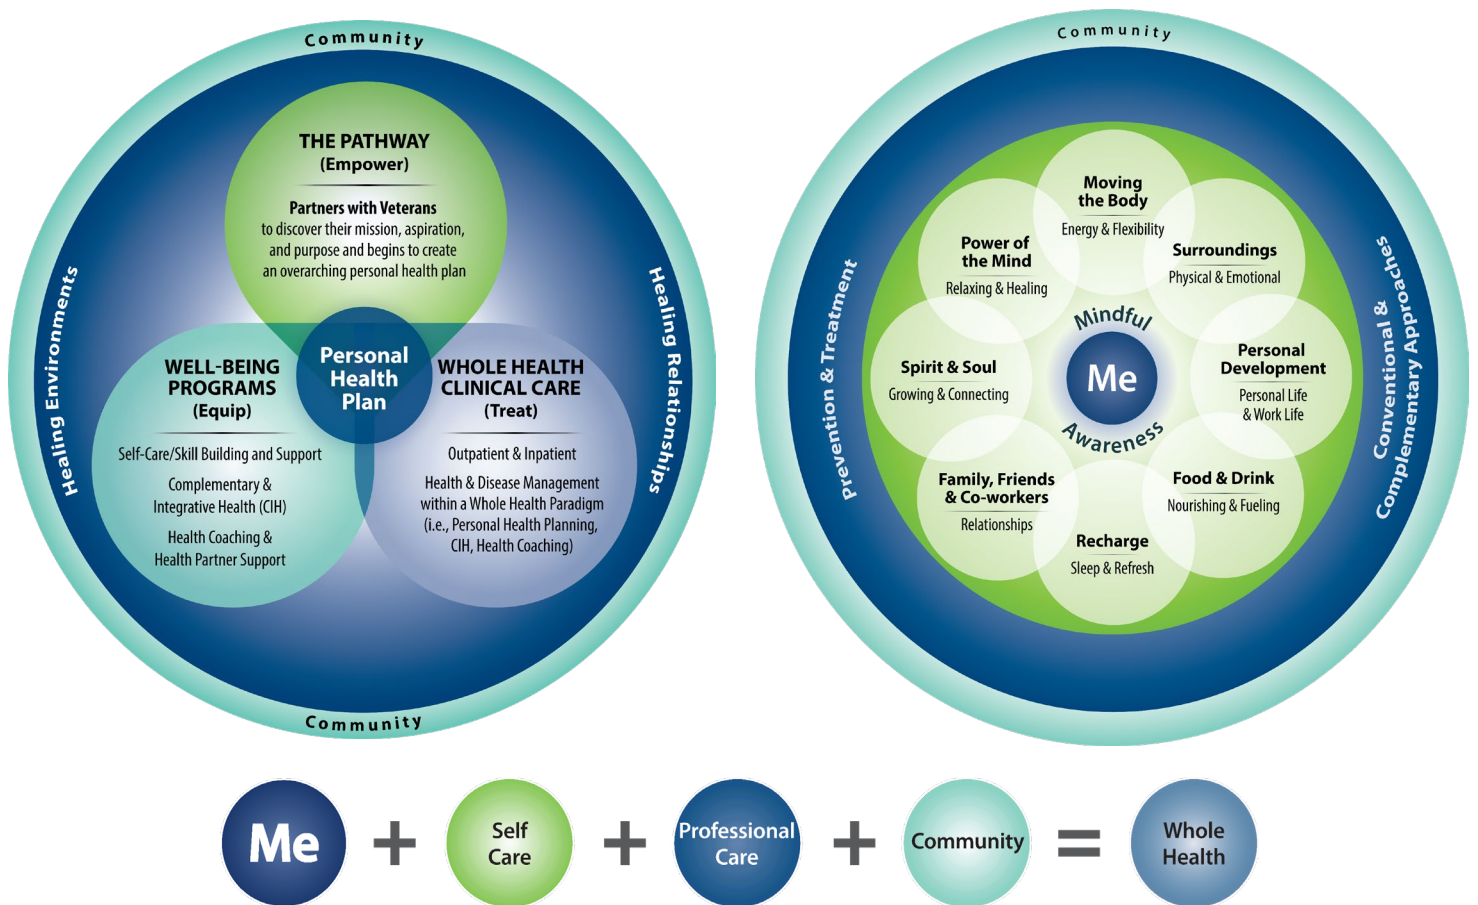 Community
THE PATHWAY
(Empower)
Partners with Veterans
to discover their mission, aspiration,
and purpose and begins to create
an overarching personal health plan
Healing Environments
Healing Relationships
Personal
Health
Plan
WELL-BEING
PROGRAMS
(Equip)
Self-Care/Skill Building and Support
Complementary &
Integrative Health (CIH)
Health Coaching &
Health Partner Support
WHOLE HEALTH
CLINICAL CARE
(Treat)
Outpatient & Inpatient
Health & Disease Management
within a Whole Health Paradigm
(i.e., Personal Health Planning,
CIH, Health Coaching)
Community
Community
Prevention & Treatment
Conventional &
Complementary Approaches
Moving
the Body
Energy & Flexibility
Surroundings
Physical & Emotional
Personal
Development
Personal Life
& Work Life
Food & Drink
Nourishing & Fueling
Recharge
Sleep & Refresh
Family, Friends
& Co-workers
Relationships
Spirit & Soul
Growing & Connecting
Power of
the Mind
Relaxing & Healing
Mindful
Me
Awareness
Me
+
Self
Care
+
Professional
Care
+
Community
=
Whole
Health